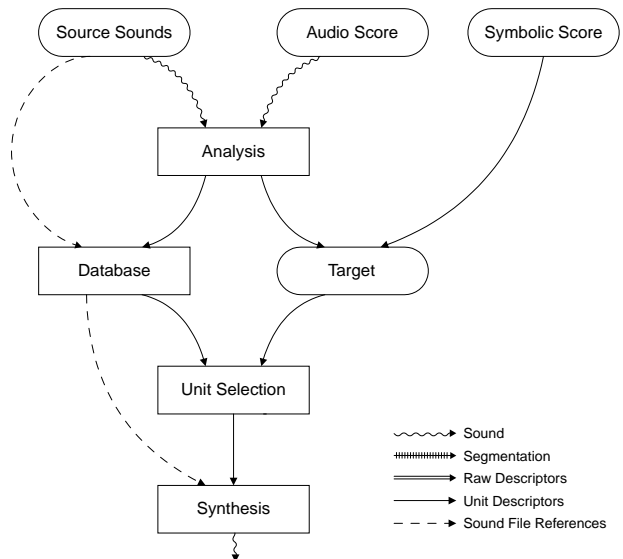 Source Sounds
Audio Score
Symbolic Score
Analysis
Database
Target
Unit Selection
Synthesis
Sound
Segmentation
Raw Descriptors
Unit Descriptors
Sound File References